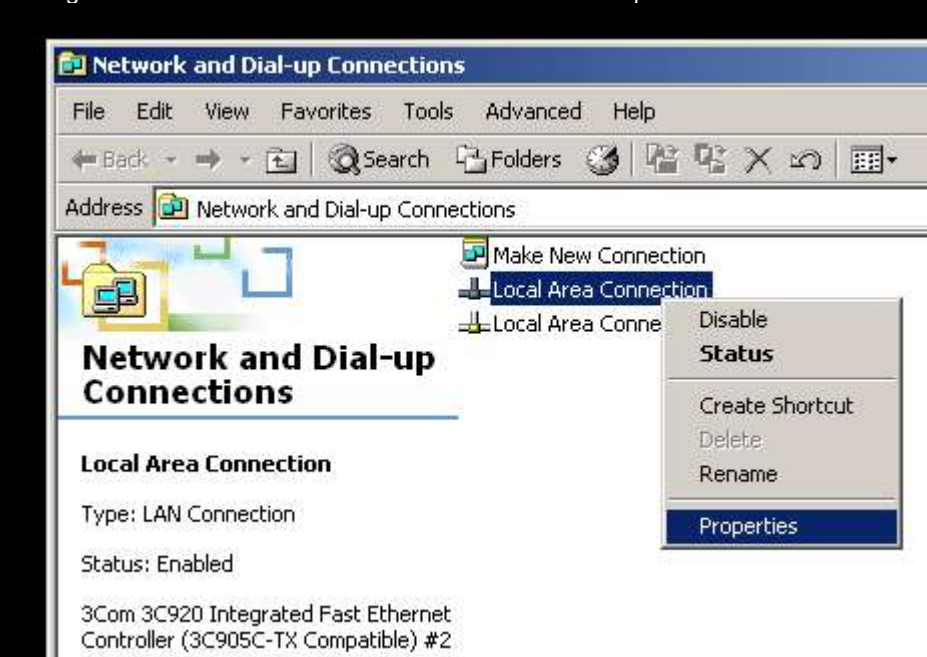 Network and Dial-up Connections
File Edit View Favorites Tools Advanced Help
Back Search Folders
Address Network and Dial-up Connections
Make New Connection
Local Area Connection
Local Area Conne
Disable
Status
Create Shortcut
Delete
Rename
Properties
Network and Dial-up
Connections
Local Area Connection
Type: LAN Connection
Status: Enabled
3Com 3C920 Integrated Fast Ethernet
Controller (3C905C-TX Compatible) #2